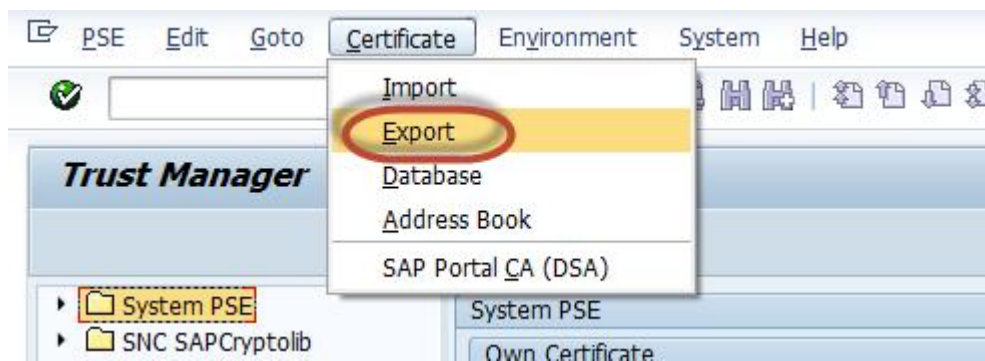 PSE Edit Goto Certificate Environment System Help
Import
Export
Trust Manager
Database
Address Book
SAP Portal CA (DSA)
System PSE
System PSE
SNC SAPCryptolib
Own Certificate